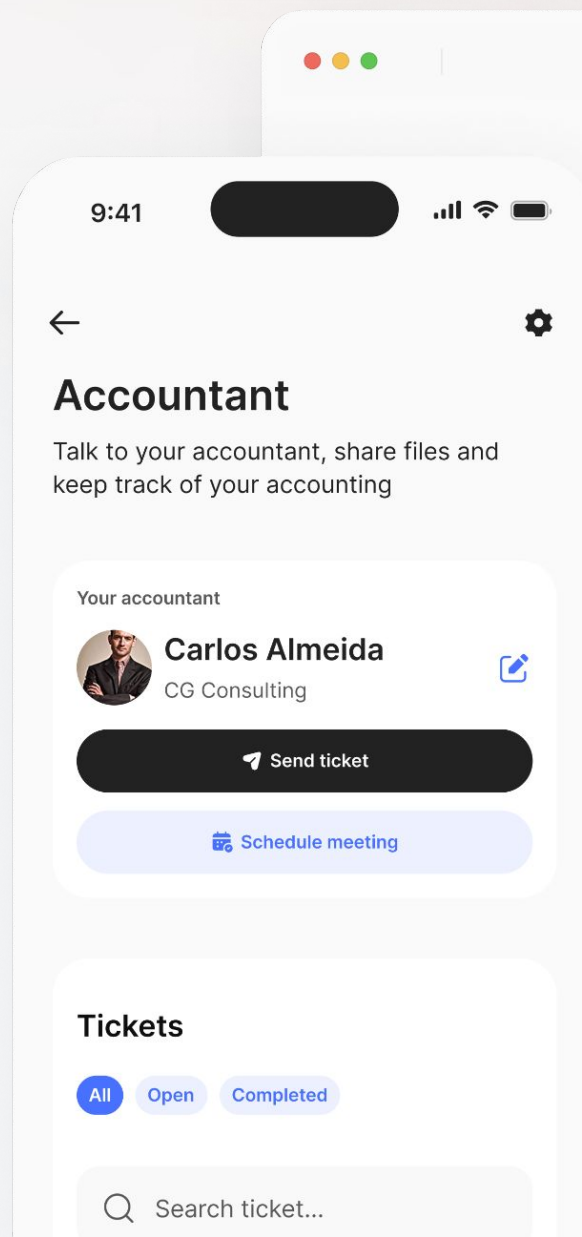 9:41
Accountant
Talk to your accountant, share files and
keep track of your accounting
Your accountant
Carlos Almeida
CG Consulting
Send ticket
Schedule meeting
Tickets
All Open Completed
Search ticket...